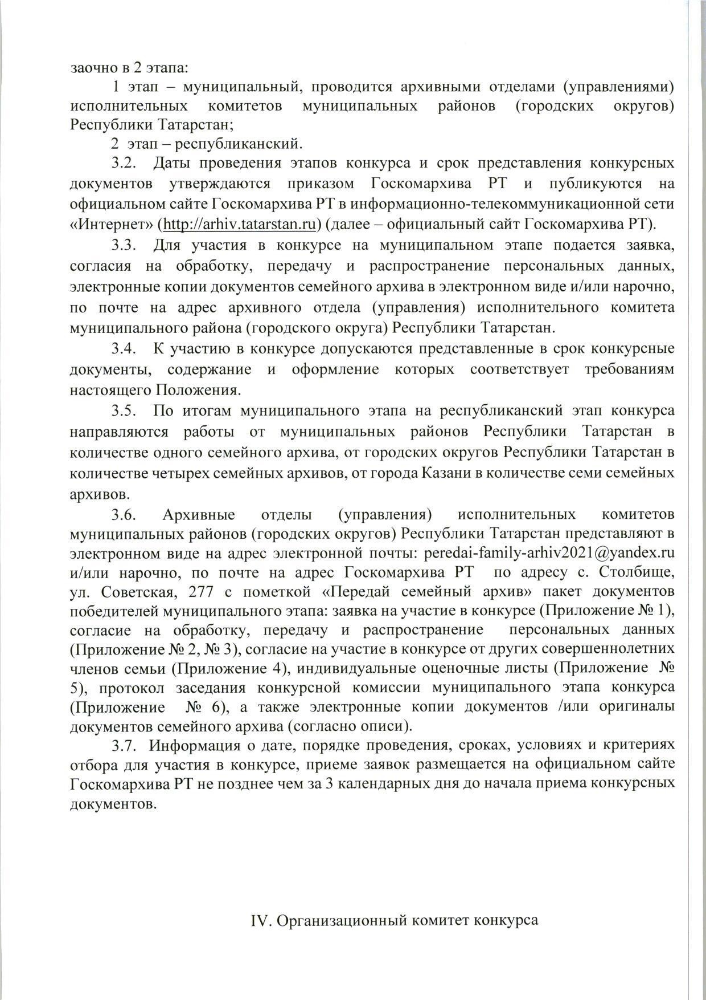 заочно в 2 этапа:
1 этап – муниципальный, проводится архивными отделами (управлениями)
исполнительных комитетов муниципальных районов (городских округов)
Республики Татарстан;
2 этап – республиканский.
3.2. Даты проведения этапов конкурса и срок представления конкурсных
документов утверждаются приказом Госкомархива РТ и публикуются на
официальном сайте Госкомархива РТ в информационно-телекоммуникационной сети
«Интернет» (http://arhiv.tatarstan.ru) (далее – официальный сайт Госкомархива РТ).
3.3. Для участия в конкурсе на муниципальном этапе подается заявка,
согласия на обработку, передачу и распространение персональных данных,
электронные копии документов семейного архива в электронном виде и/или нарочно,
по почте на адрес архивного отдела (управления) исполнительного комитета
муниципального района (городского округа) Республики Татарстан.
3.4. К участию в конкурсе допускаются представленные в срок конкурсные
документы, содержание и оформление которых соответствует требованиям
настоящего Положения.
3.5. По итогам муниципального этапа на республиканский этап конкурса
направляются работы от муниципальных районов Республики Татарстан в
количестве одного семейного архива, от городских округов Республики Татарстан в
количестве четырех семейных архивов, от города Казани в количестве семи семейных
архивов.
3.6. Архивные отделы (управления) исполнительных комитетов
муниципальных районов (городских округов) Республики Татарстан представляют в
электронном виде на адрес электронной почты: peredai-family-arhiv2021@yandex.ru
и/или нарочно, по почте на адрес Госкомархива РТ по адресу с. Столбище,
ул. Советская, 277 с пометкой «Передай семейный архив» пакет документов
победителей муниципального этапа: заявка на участие в конкурсе (Приложение № 1),
согласие на обработку, передачу и распространение персональных данных
(Приложение № 2, № 3), согласие на участие в конкурсе от других совершеннолетних
членов семьи (Приложение 4), индивидуальные оценочные листы (Приложение №
5), протокол заседания конкурсной комиссии муниципального этапа конкурса
(Приложение № 6), а также электронные копии документов /или оригиналы
документов семейного архива (согласно описи).
3.7. Информация о дате, порядке проведения, сроках, условиях и критериях
отбора для участия в конкурсе, приеме заявок размещается на официальном сайте
Госкомархива РТ не позднее чем за 3 календарных дня до начала приема конкурсных
документов.
IV. Организационный комитет конкурса